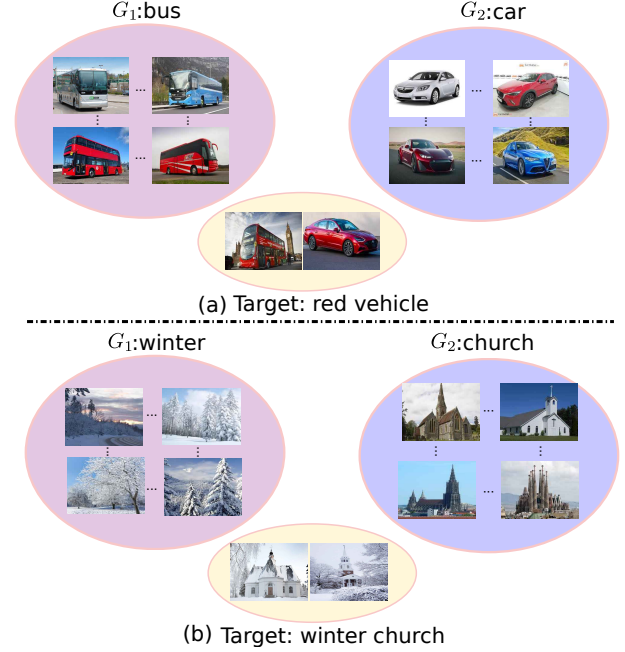 G₁:bus
G₂:car
... ...
... ...
(a) Target: red vehicle
G₁:winter
G₂:church
... ...
... ...
(b) Target: winter church